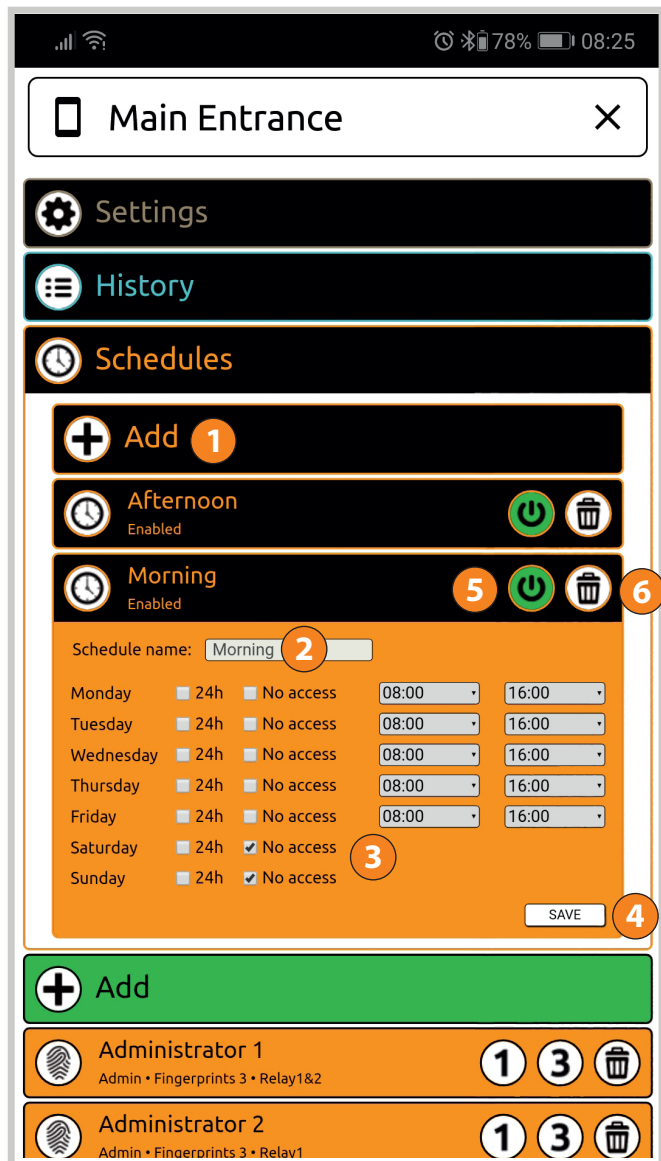 78% 08:25
Main Entrance
Settings
History
Schedules
Add 1
Afternoon
Enabled
Morning
Enabled
5 6
Schedule name: Morning 2
Monday 24h No access 08:00 16:00
Tuesday 24h No access 08:00 16:00
Wednesday 24h No access 08:00 16:00
Thursday 24h No access 08:00 16:00
Friday 24h No access 08:00 16:00
Saturday 24h No access
3
Sunday 24h No access
SAVE 4
Add
Administrator 1
Admin • Fingerprints 3 • Relay1&2
1 3
Administrator 2
Admin • Fingerprints 3 • Relay1
1 3